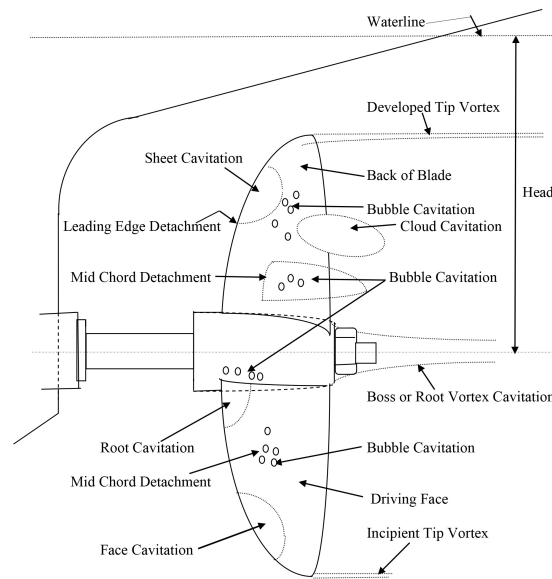 Waterline
Developed Tip Vortex
Sheet Cavitation
Back of Blade
Head
Bubble Cavitation
Leading Edge Detachment
Cloud Cavitation
Mid Chord Detachment
Bubble Cavitation
Boss or Root Vortex Cavitation
Root Cavitation
Bubble Cavitation
Mid Chord Detachment
Driving Face
Incipient Tip Vortex
Face Cavitation